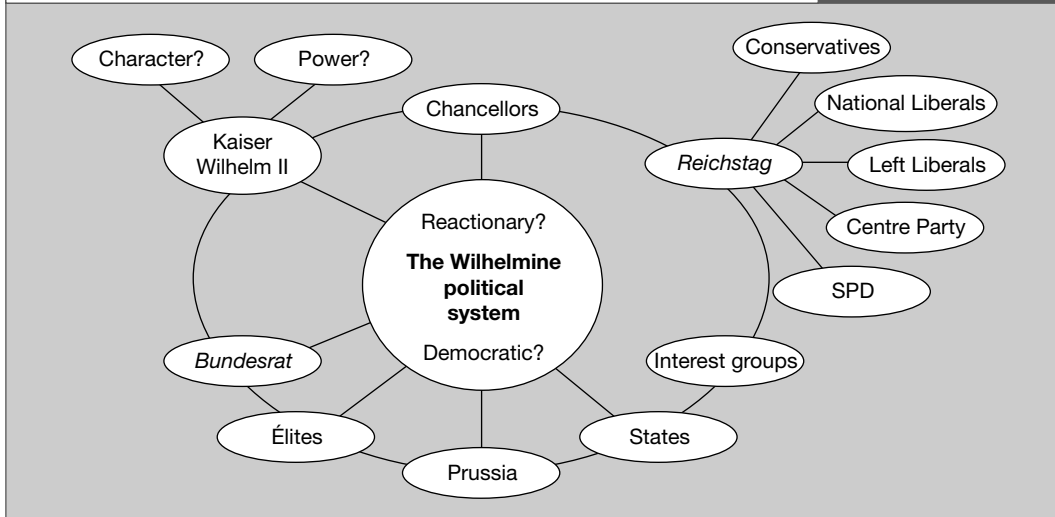 Character?
Power?
Conservatives
Chancellors
National Liberals
Kaiser
Wilhelm II
Reichstag
Left Liberals
Reactionary?
Centre Party
The Wilhelmine
political
system
SPD
Democratic?
Bundesrat
Interest groups
Élites
States
Prussia